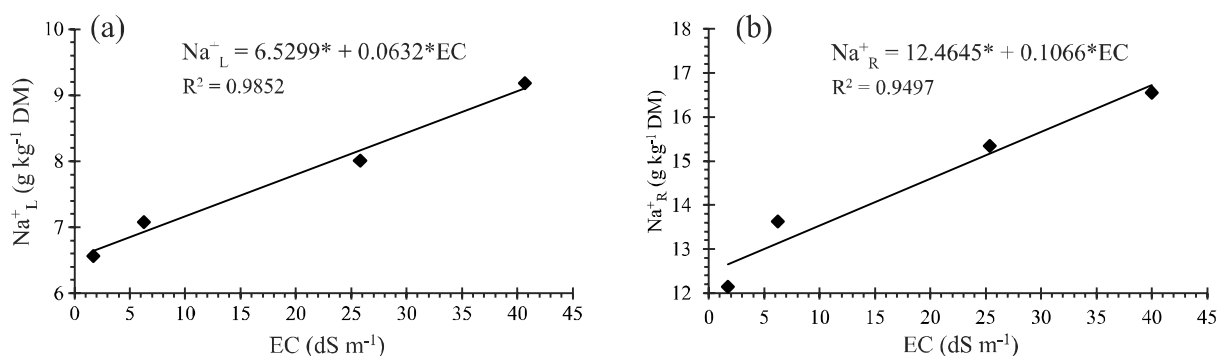 (a)
Na⁺L = 6.5299* + 0.0632*EC
R² = 0.9852
Na⁺L (g kg⁻¹ DM)
10
9
8
7
6
0 5 10 15 20 25 30 35 40 45
EC (dS m⁻¹)
(b)
Na⁺R = 12.4645* + 0.1066*EC
R² = 0.9497
Na⁺R (g kg⁻¹ DM)
18
17
16
15
14
13
12
0 5 10 15 20 25 30 35 40 45
EC (dS m⁻¹)